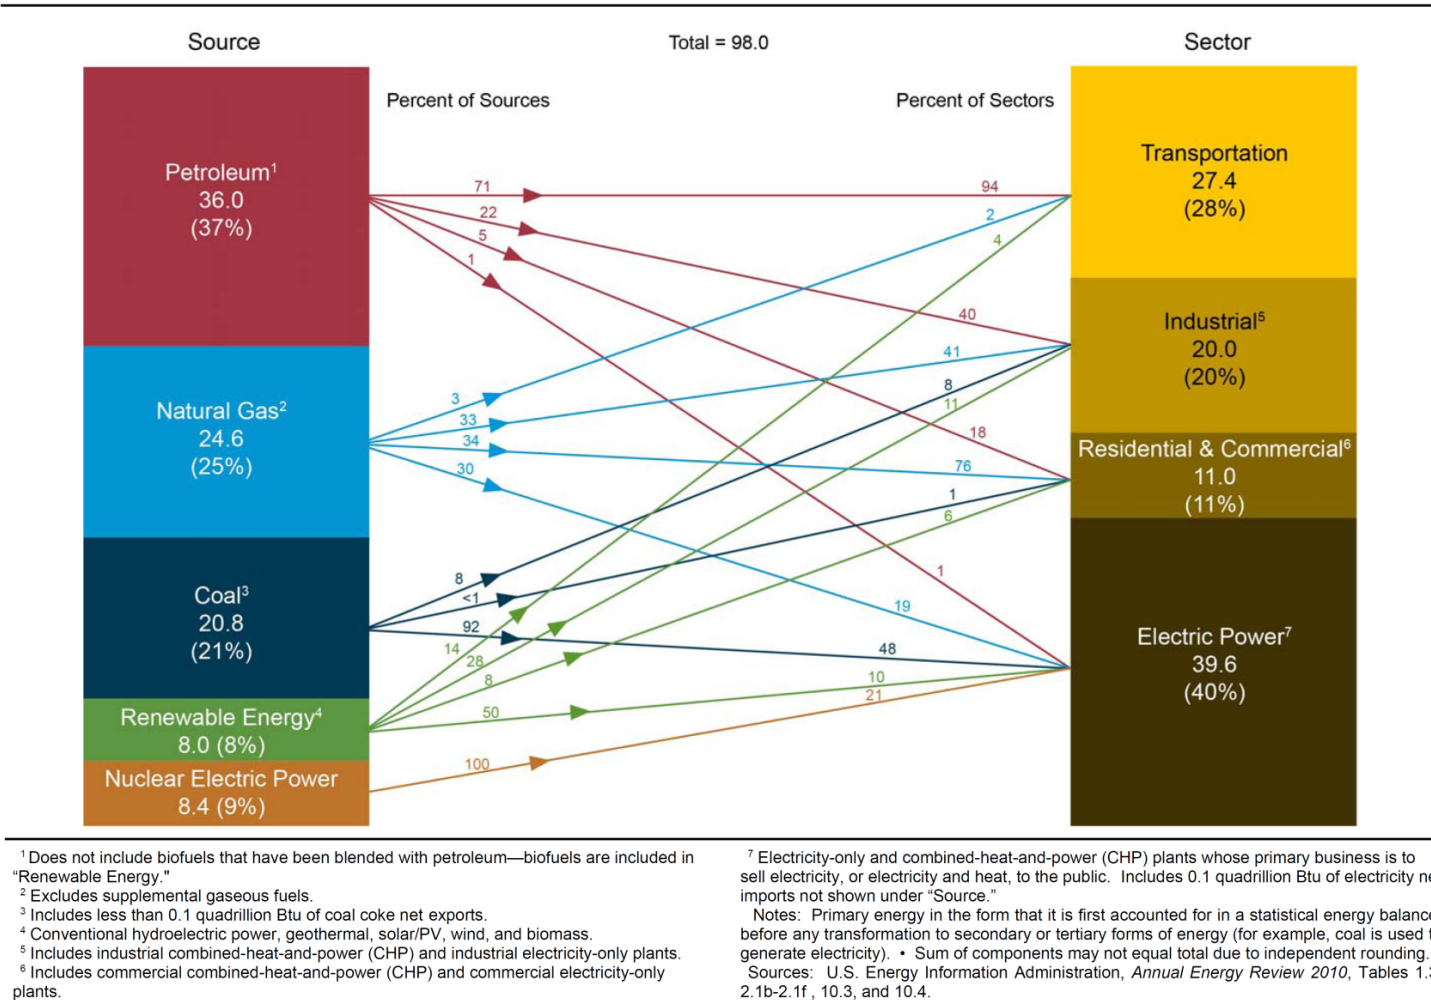 Source
Total = 98.0
Sector
Percent of Sources
Percent of Sectors
Petroleum1
36.0
(37%)
Natural Gas2
24.6
(25%)
Coal3
20.8
(21%)
Renewable Energy4
8.0 (8%)
Nuclear Electric Power
8.4 (9%)
71
22
5
1
3
33
34
30
8
<1
92
14
28
8
50
100
94
2
4
40
41
8
11
18
76
1
6
1
19
48
10
21
Transportation
27.4
(28%)
Industrial5
20.0
(20%)
Residential & Commercial6
11.0
(11%)
Electric Power7
39.6
(40%)
1 Does not include biofuels that have been blended with petroleum—biofuels are included in
“Renewable Energy."
2 Excludes supplemental gaseous fuels.
3 Includes less than 0.1 quadrillion Btu of coal coke net exports.
4 Conventional hydroelectric power, geothermal, solar/PV, wind, and biomass.
5 Includes industrial combined-heat-and-power (CHP) and industrial electricity-only plants.
6 Includes commercial combined-heat-and-power (CHP) and commercial electricity-only
plants.
7 Electricity-only and combined-heat-and-power (CHP) plants whose primary business is to
sell electricity, or electricity and heat, to the public. Includes 0.1 quadrillion Btu of electricity
imports not shown under “Source.”
Notes: Primary energy in the form that it is first accounted for in a statistical energy
before any transformation to secondary or tertiary forms of energy (for example, coal is used
generate electricity). • Sum of components may not equal total due to independent rounding.
Sources: U.S. Energy Information Administration, Annual Energy Review 2010, Tables
2.1b-2.1f , 10.3, and 10.4.